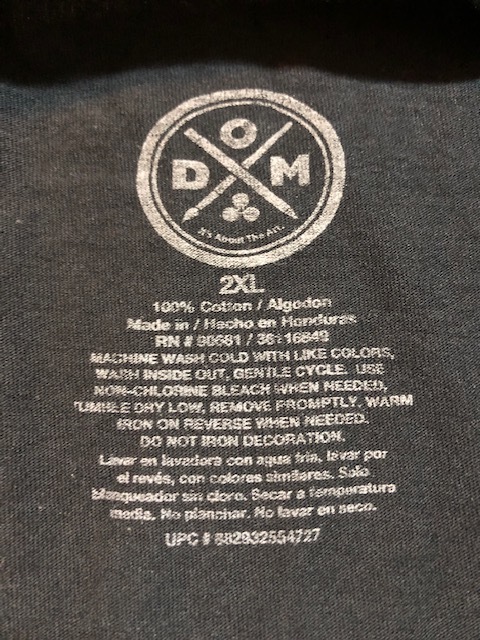 O
D M
It's About The Art.
2XL
100% Cotton / Algodon
Made in / Hecho en Honduras
RN # 90681 / 36116849
MACHINE WASH COLD WITH LIKE COLORS,
WASH INSIDE OUT, GENTLE CYCLE. USE
NON-CHLORINE BLEACH WHEN NEEDED,
TUMBLE DRY LOW, REMOVE PROMPTLY, WARM
IRON ON REVERSE WHEN NEEDED.
DO NOT IRON DECORATION.
Lavar en lavadora con agua fria, lavar por
el revés, con colores similares. Solo
blanqueador sin cloro. Secar a temperatura
media. No planchar. No lavar en seco.
UPC # 882932554727